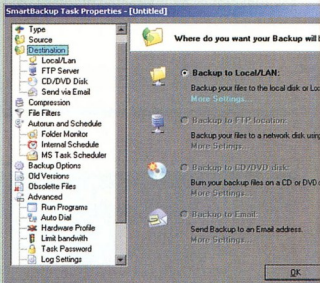 SmartBackup Task Properties - [Untitled]
Type
Source
Destination
Local/Lan
FTP Server
CD/DVD Disk
Send via Email
Compression
File Filters
Autorun and Schedule
Folder Monitor
Internal Schedule
MS Task Scheduler
Backup Options
Old Versions
Obsolette Files
Advanced
Run Programs
Auto Dial
Hardware Profile
Limit bandwith
Task Password
Log Settings
Where do you want your Backup will b
Backup to Local/LAN:
Backup your files to the local disk or Loc
More Settings...
Backup to FTP location:
Backup your files to a network disk using
More Settings...
Backup to CD/DVD disk:
Burn your backup files on a CD or DVD d
More Settings...
Backup to Email:
Send Backup to an Email address.
More Settings...
OK